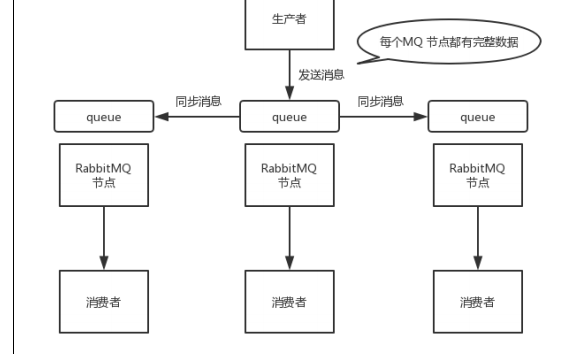 生产者
每个MQ 节点都有完整数据
发送消息
同步消息
同步消息
queue
queue
queue
RabbitMQ
节点
RabbitMQ
节点
RabbitMQ
节点
消费者
消费者
消费者